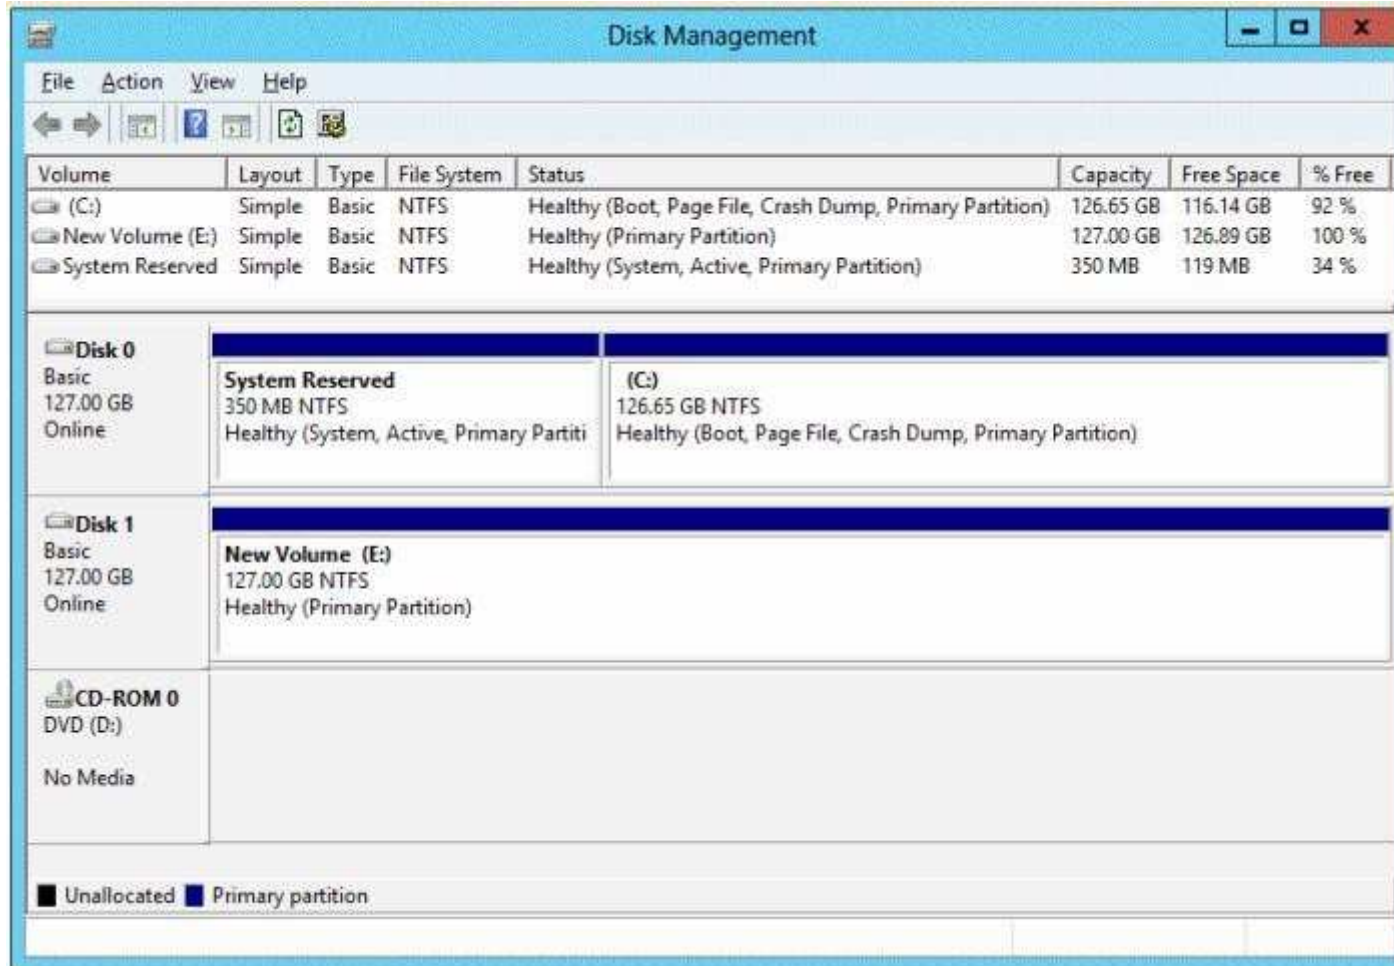 Disk Management
File Action View Help
Volume Layout Type File System Status Capacity Free Space % Free
(C:) Simple Basic NTFS Healthy (Boot, Page File, Crash Dump, Primary Partition) 126.65 GB 116.14 GB 92 %
New Volume (E:) Simple Basic NTFS Healthy (Primary Partition) 127.00 GB 126.89 GB 100 %
System Reserved Simple Basic NTFS Healthy (System, Active, Primary Partition) 350 MB 119 MB 34 %
Disk 0
Basic
127.00 GB
Online
System Reserved
350 MB NTFS
Healthy (System, Active, Primary Partiti
(C:)
126.65 GB NTFS
Healthy (Boot, Page File, Crash Dump, Primary Partition)
Disk 1
Basic
127.00 GB
Online
New Volume (E:)
127.00 GB NTFS
Healthy (Primary Partition)
CD-ROM 0
DVD (D:)
No Media
Unallocated Primary partition